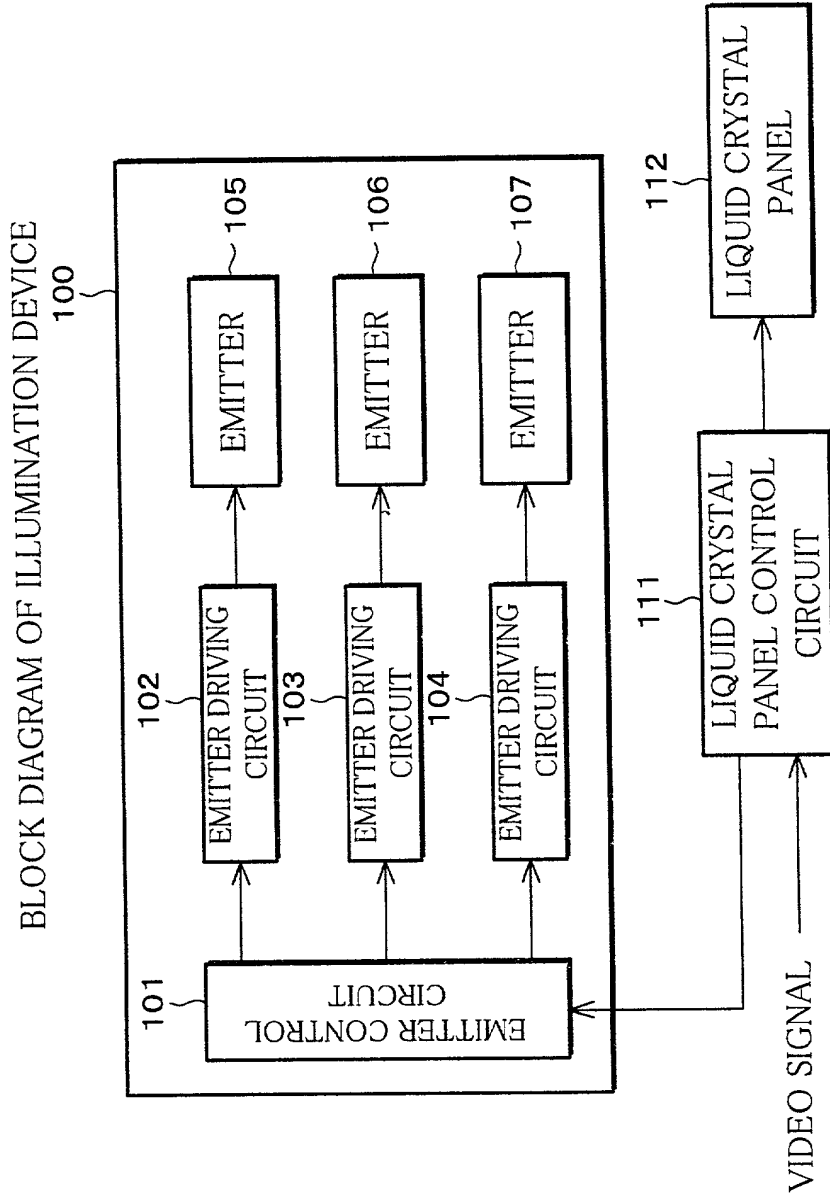 BLOCK DIAGRAM OF ILLUMINATION DEVICE
100
101
EMITTER CONTROL
CIRCUIT
102
EMITTER DRIVING
CIRCUIT
105
EMITTER
103
EMITTER DRIVING
CIRCUIT
106
EMITTER
104
EMITTER DRIVING
CIRCUIT
107
EMITTER
111
LIQUID CRYSTAL
PANEL CONTROL
CIRCUIT
112
LIQUID CRYSTAL
PANEL
VIDEO SIGNAL